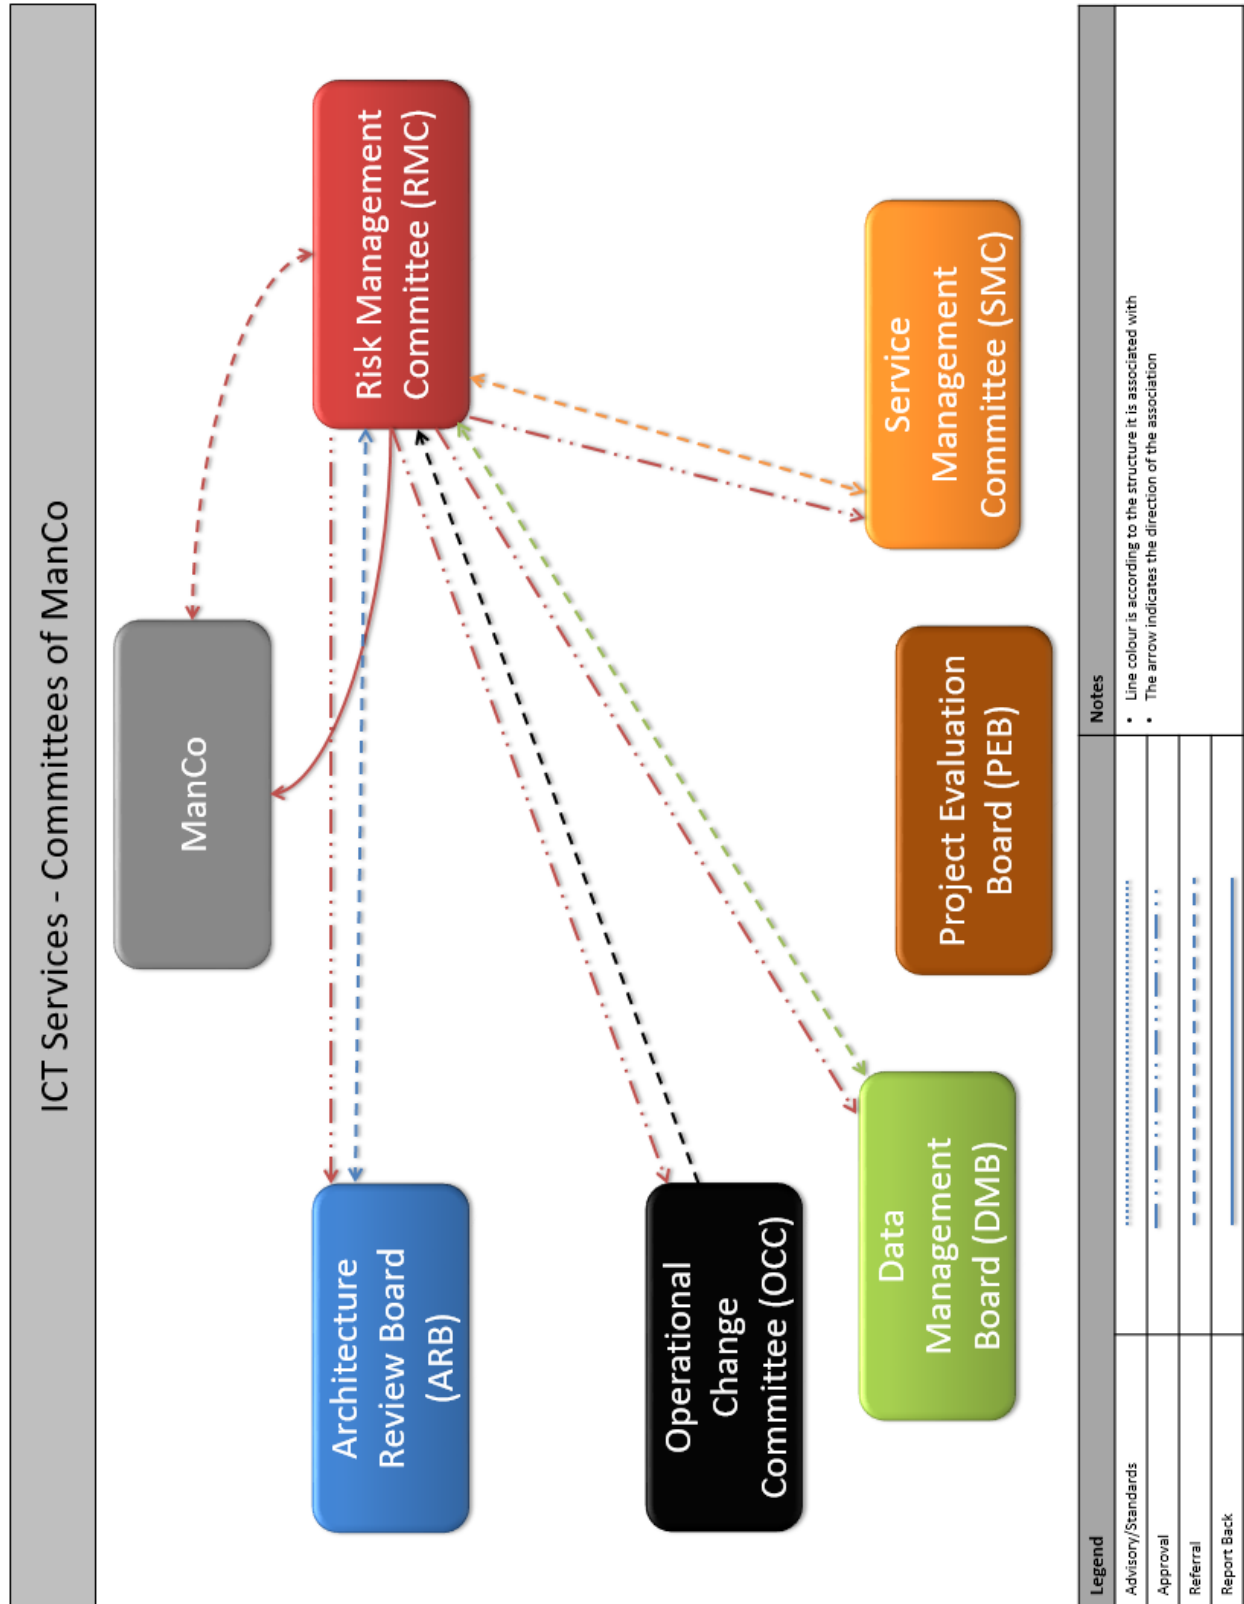 ICT Services - Committees of ManCo
ManCo
Architecture
Review Board
(ARB)
Risk Management
Committee (RMC)
Operational
Change
Committee (OCC)
Data
Management
Board (DMB)
Project Evaluation
Board (PEB)
Service
Management
Committee (SMC)
Legend
Notes
Advisory/Standards
Approval
Referral
Report Back
• Line colour is according to the structure it is associated with
• The arrow indicates the direction of the association